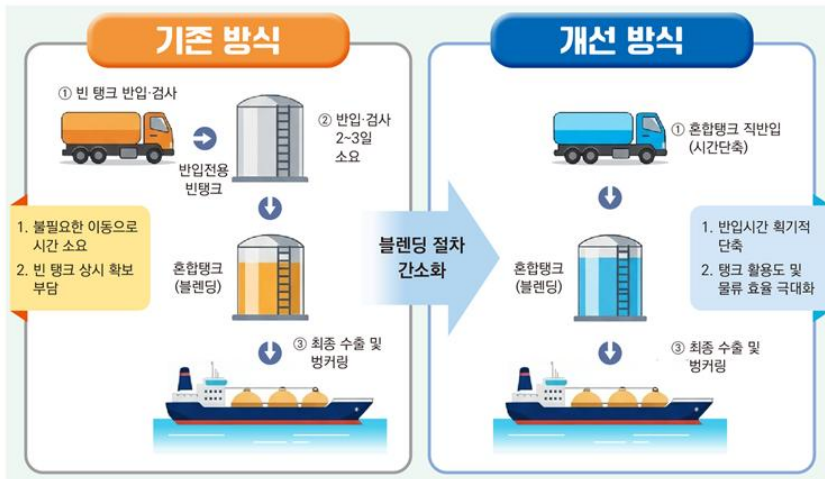 기존 방식
① 빈 탱크 반입·검사
반입전용
빈탱크
② 반입·검사
2~3일
소요
1. 불필요한 이동으로
시간 소요
2. 빈 탱크 상시 확보
부담
혼합탱크
(블렌딩)
③ 최종 수출 및
벙커링
블렌딩 절차
간소화
개선 방식
① 혼합탱크 직반입
(시간단축)
혼합탱크
(블렌딩)
1. 반입시간 획기적
단축
2. 탱크 활용도 및
물류 효율 극대화
③ 최종 수출 및
벙커링